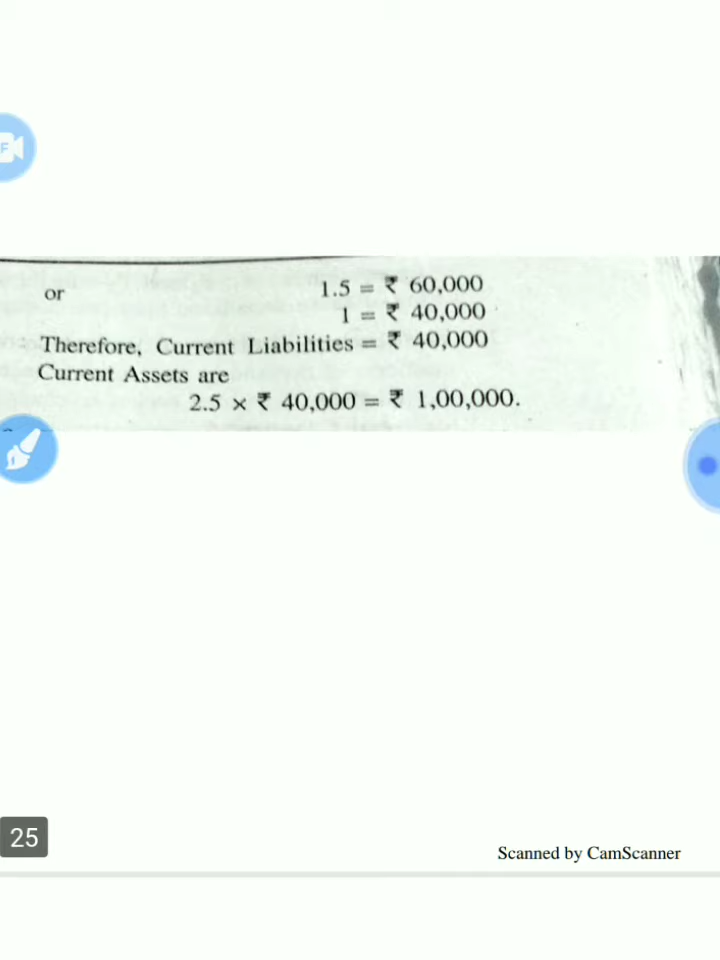 or 1.5 = ₹ 60,000
1 = ₹ 40,000
Therefore, Current Liabilities = ₹ 40,000
Current Assets are
2.5 × ₹ 40,000 = ₹ 1,00,000.
F
25
Scanned by CamScanner